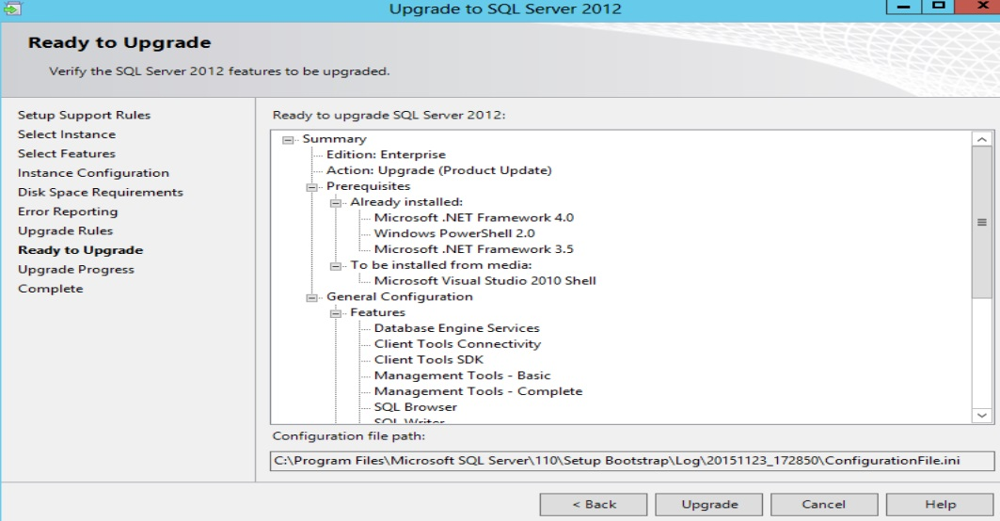 Upgrade to SQL Server 2012
Ready to Upgrade
Verify the SQL Server 2012 features to be upgraded.
Setup Support Rules
Select Instance
Select Features
Instance Configuration
Disk Space Requirements
Error Reporting
Upgrade Rules
Ready to Upgrade
Upgrade Progress
Complete
Ready to upgrade SQL Server 2012:
Summary
Edition: Enterprise
Action: Upgrade (Product Update)
Prerequisites
Already installed:
Microsoft .NET Framework 4.0
Windows PowerShell 2.0
Microsoft .NET Framework 3.5
To be installed from media:
Microsoft Visual Studio 2010 Shell
General Configuration
Features
Database Engine Services
Client Tools Connectivity
Client Tools SDK
Management Tools - Basic
Management Tools - Complete
SQL Browser
SQL Writer
Configuration file path:
C:\Program Files\Microsoft SQL Server\110\Setup Bootstrap\Log\20151123_172850\ConfigurationFile.ini
< Back
Upgrade
Cancel
Help